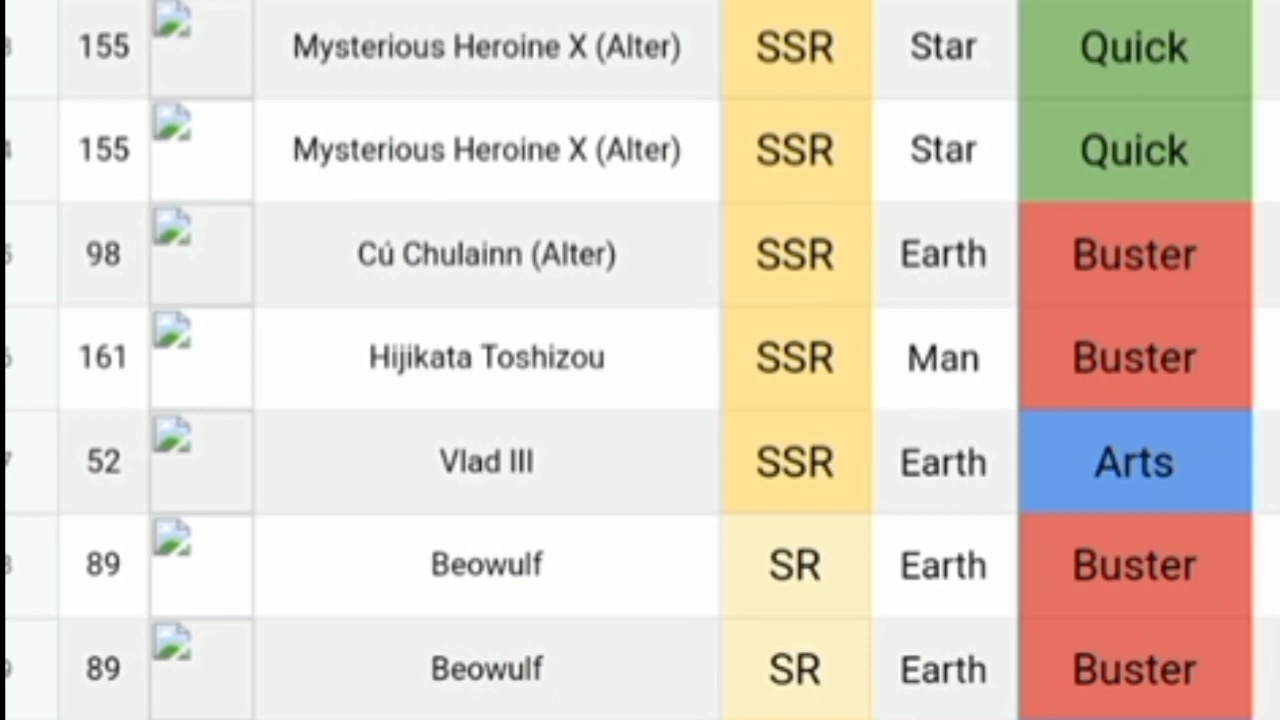 155 Mysterious Heroine X (Alter) SSR Star Quick
155 Mysterious Heroine X (Alter) SSR Star Quick
98 Cú Chulainn (Alter) SSR Earth Buster
161 Hijikata Toshizou SSR Man Buster
52 Vlad III SSR Earth Arts
89 Beowulf SR Earth Buster
89 Beowulf SR Earth Buster